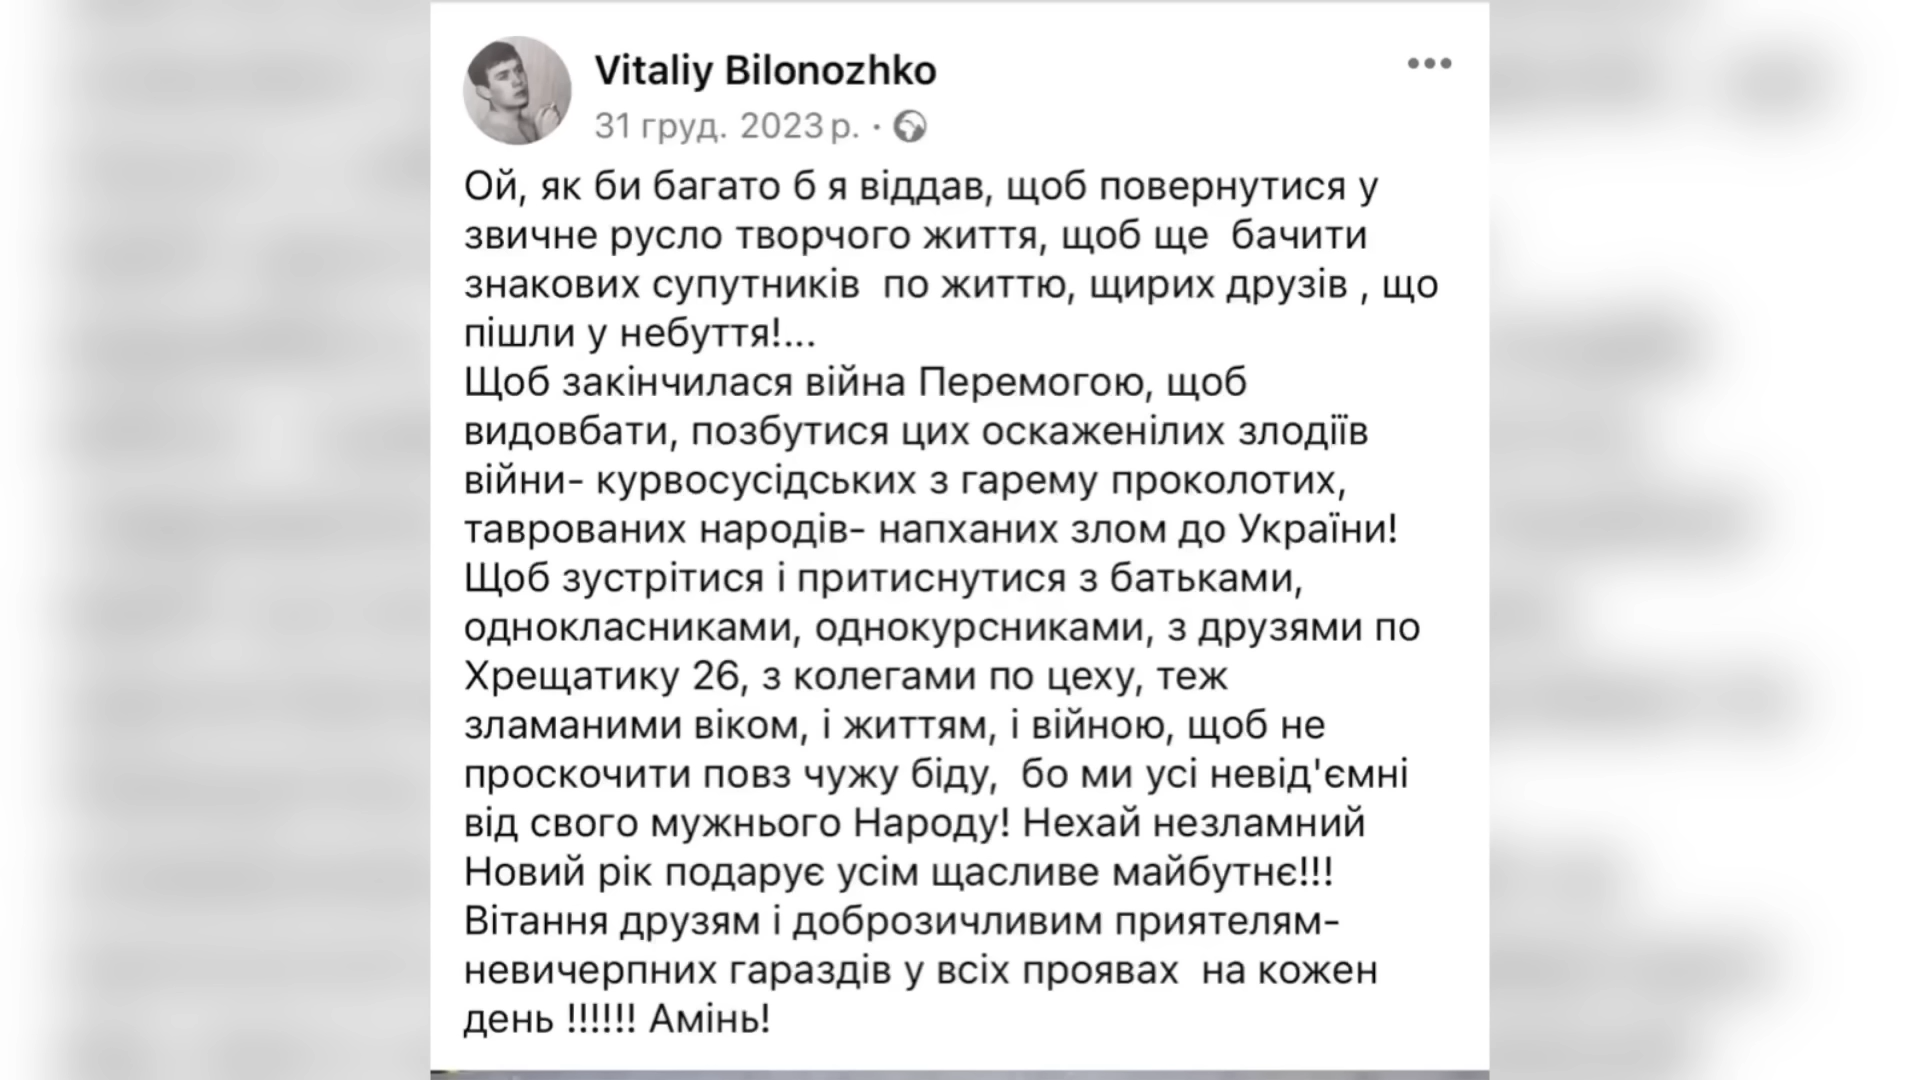 Vitaliy Bilonozhko
31 груд. 2023 р. ·
Ой, як би багато б я віддав, щоб повернутися у
звичне русло творчого життя, щоб ще  бачити
знакових супутників  по життю, щирих друзів , що
пішли у небуття!...
Щоб закінчилася війна Перемогою, щоб
видовбати, позбутися цих оскаженілих злодіїв
війни- курвосусідських з гарему проколотих,
таврованих народів- напханих злом до України!
Щоб зустрітися і притиснутися з батьками,
однокласниками, однокурсниками, з друзями по
Хрещатику 26, з колегами по цеху, теж
зламаними віком, і життям, і війною, щоб не
проскочити повз чужу біду,  бо ми усі невід'ємні
від свого мужнього Народу! Нехай незламний
Новий рік подарує усім щасливе майбутнє!!!
Вітання друзям і доброзичливим приятелям-
невичерпних гараздів у всіх проявах  на кожен
день !!!!!! Амінь!